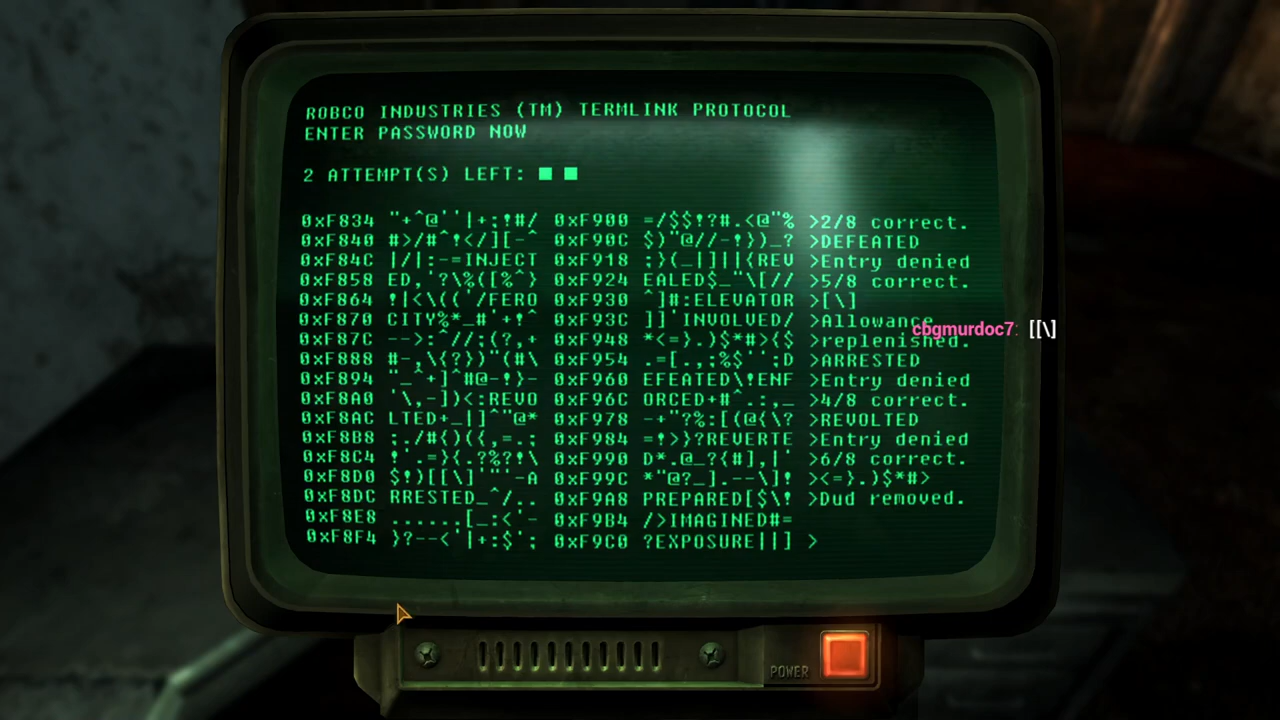 ROBCO INDUSTRIES (TM) TERMLINK PROTOCOL
ENTER PASSWORD NOW
2 ATTEMPT(S) LEFT: ■ ■
0xF834 "+^@''|+;!#/ 0xF900 =/$$!?#.<@"% >2/8 correct.
0xF840 #>/#^!</][-^ 0xF90C $)"@//-!})_? >DEFEATED
0xF84C |/|:-=INJECT 0xF918 :}(_|]||{REV >Entry denied
0xF858 ED,'?\%([%^} 0xF924 EALED$_"\[// >5/8 correct.
0xF864 !|<\(('/FERO 0xF930 ^]#:ELEVATOR >[\]
0xF870 CITY%*_#'+!^ 0xF93C ]]'INVOLVED/ >Allowance
cbgmurdoc7: [[\]
0xF87C -->:^//;(?,+ 0xF948 *<=}.)$*#>{$ >replenished.
0xF888 #-,\{?})"(#\ 0xF954 .=[.,;%$'':D >ARRESTED
0xF894 "_^+]^#@-!}- 0xF960 EFEATED\!ENF >Entry denied
0xF8A0 '\,-])<:REVO 0xF96C ORCED+#^.:,_ >4/8 correct.
0xF8AC LTED+_|]^"@* 0xF978 -+"?%:[(@{\? >REVOLTED
0xF8B8 ;./#{)({,=.; 0xF984 =!>}?REVERTE >Entry denied
0xF8C4 !'.=}{.?%?!\ 0xF990 D*.@_?{#],|' >6/8 correct.
0xF8D0 $!)[[\]'"'-A 0xF99C *"@?_].--\]! ><=}.)$*#>
0xF8DC RRESTED_^/.. 0xF9A8 PREPARED[$\! >Dud removed.
0xF8E8 ......[_:<'- 0xF9B4 />IMAGINED#=
0xF8F4 }?--<'|+:$'; 0xF9C0 ?EXPOSURE||] >
POWER